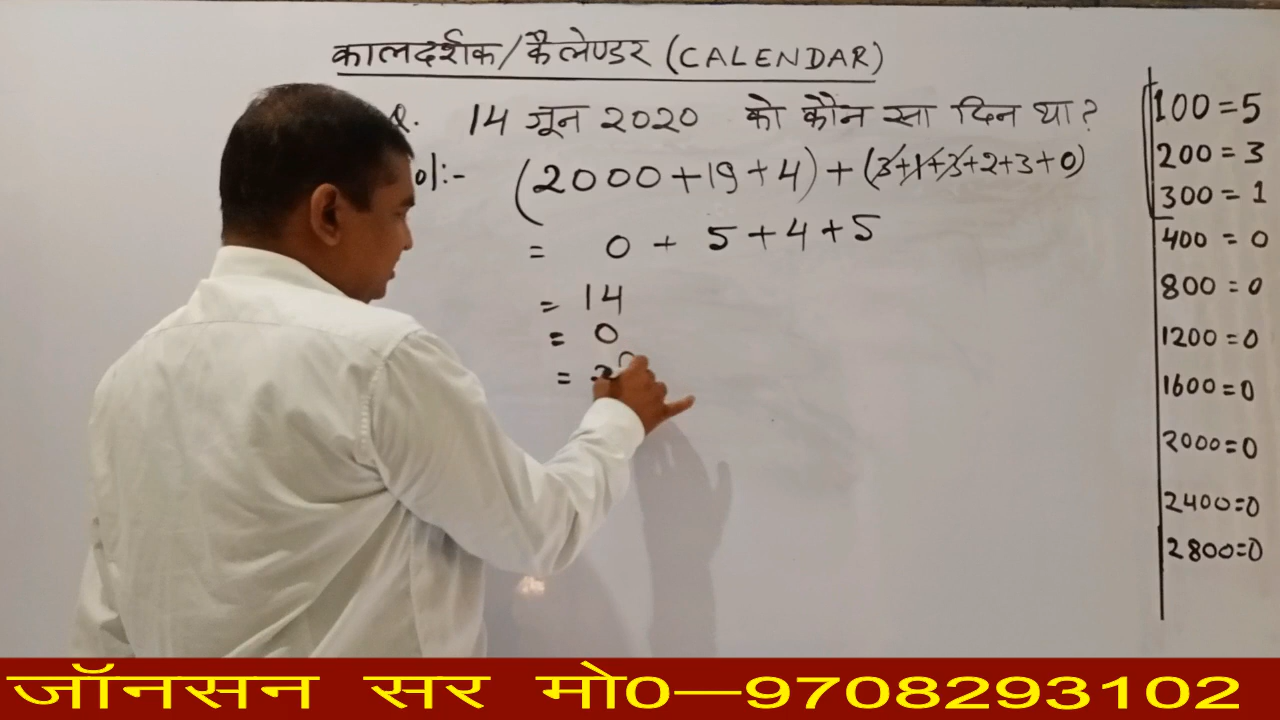 कालदर्शक/कैलेण्डर (CALENDAR)
Q. 14 जून 2020 को कौन सा दिन था?
ol:- (2000+19+4)+(3+1+3+2+3+0)
= 0 + 5+4+5
= 14
= 0
=
100=5
200=3
300=1
400=0
800=0
1200=0
1600=0
2000=0
2400=0
2800=0
जॉनसन सर मो0—9708293102